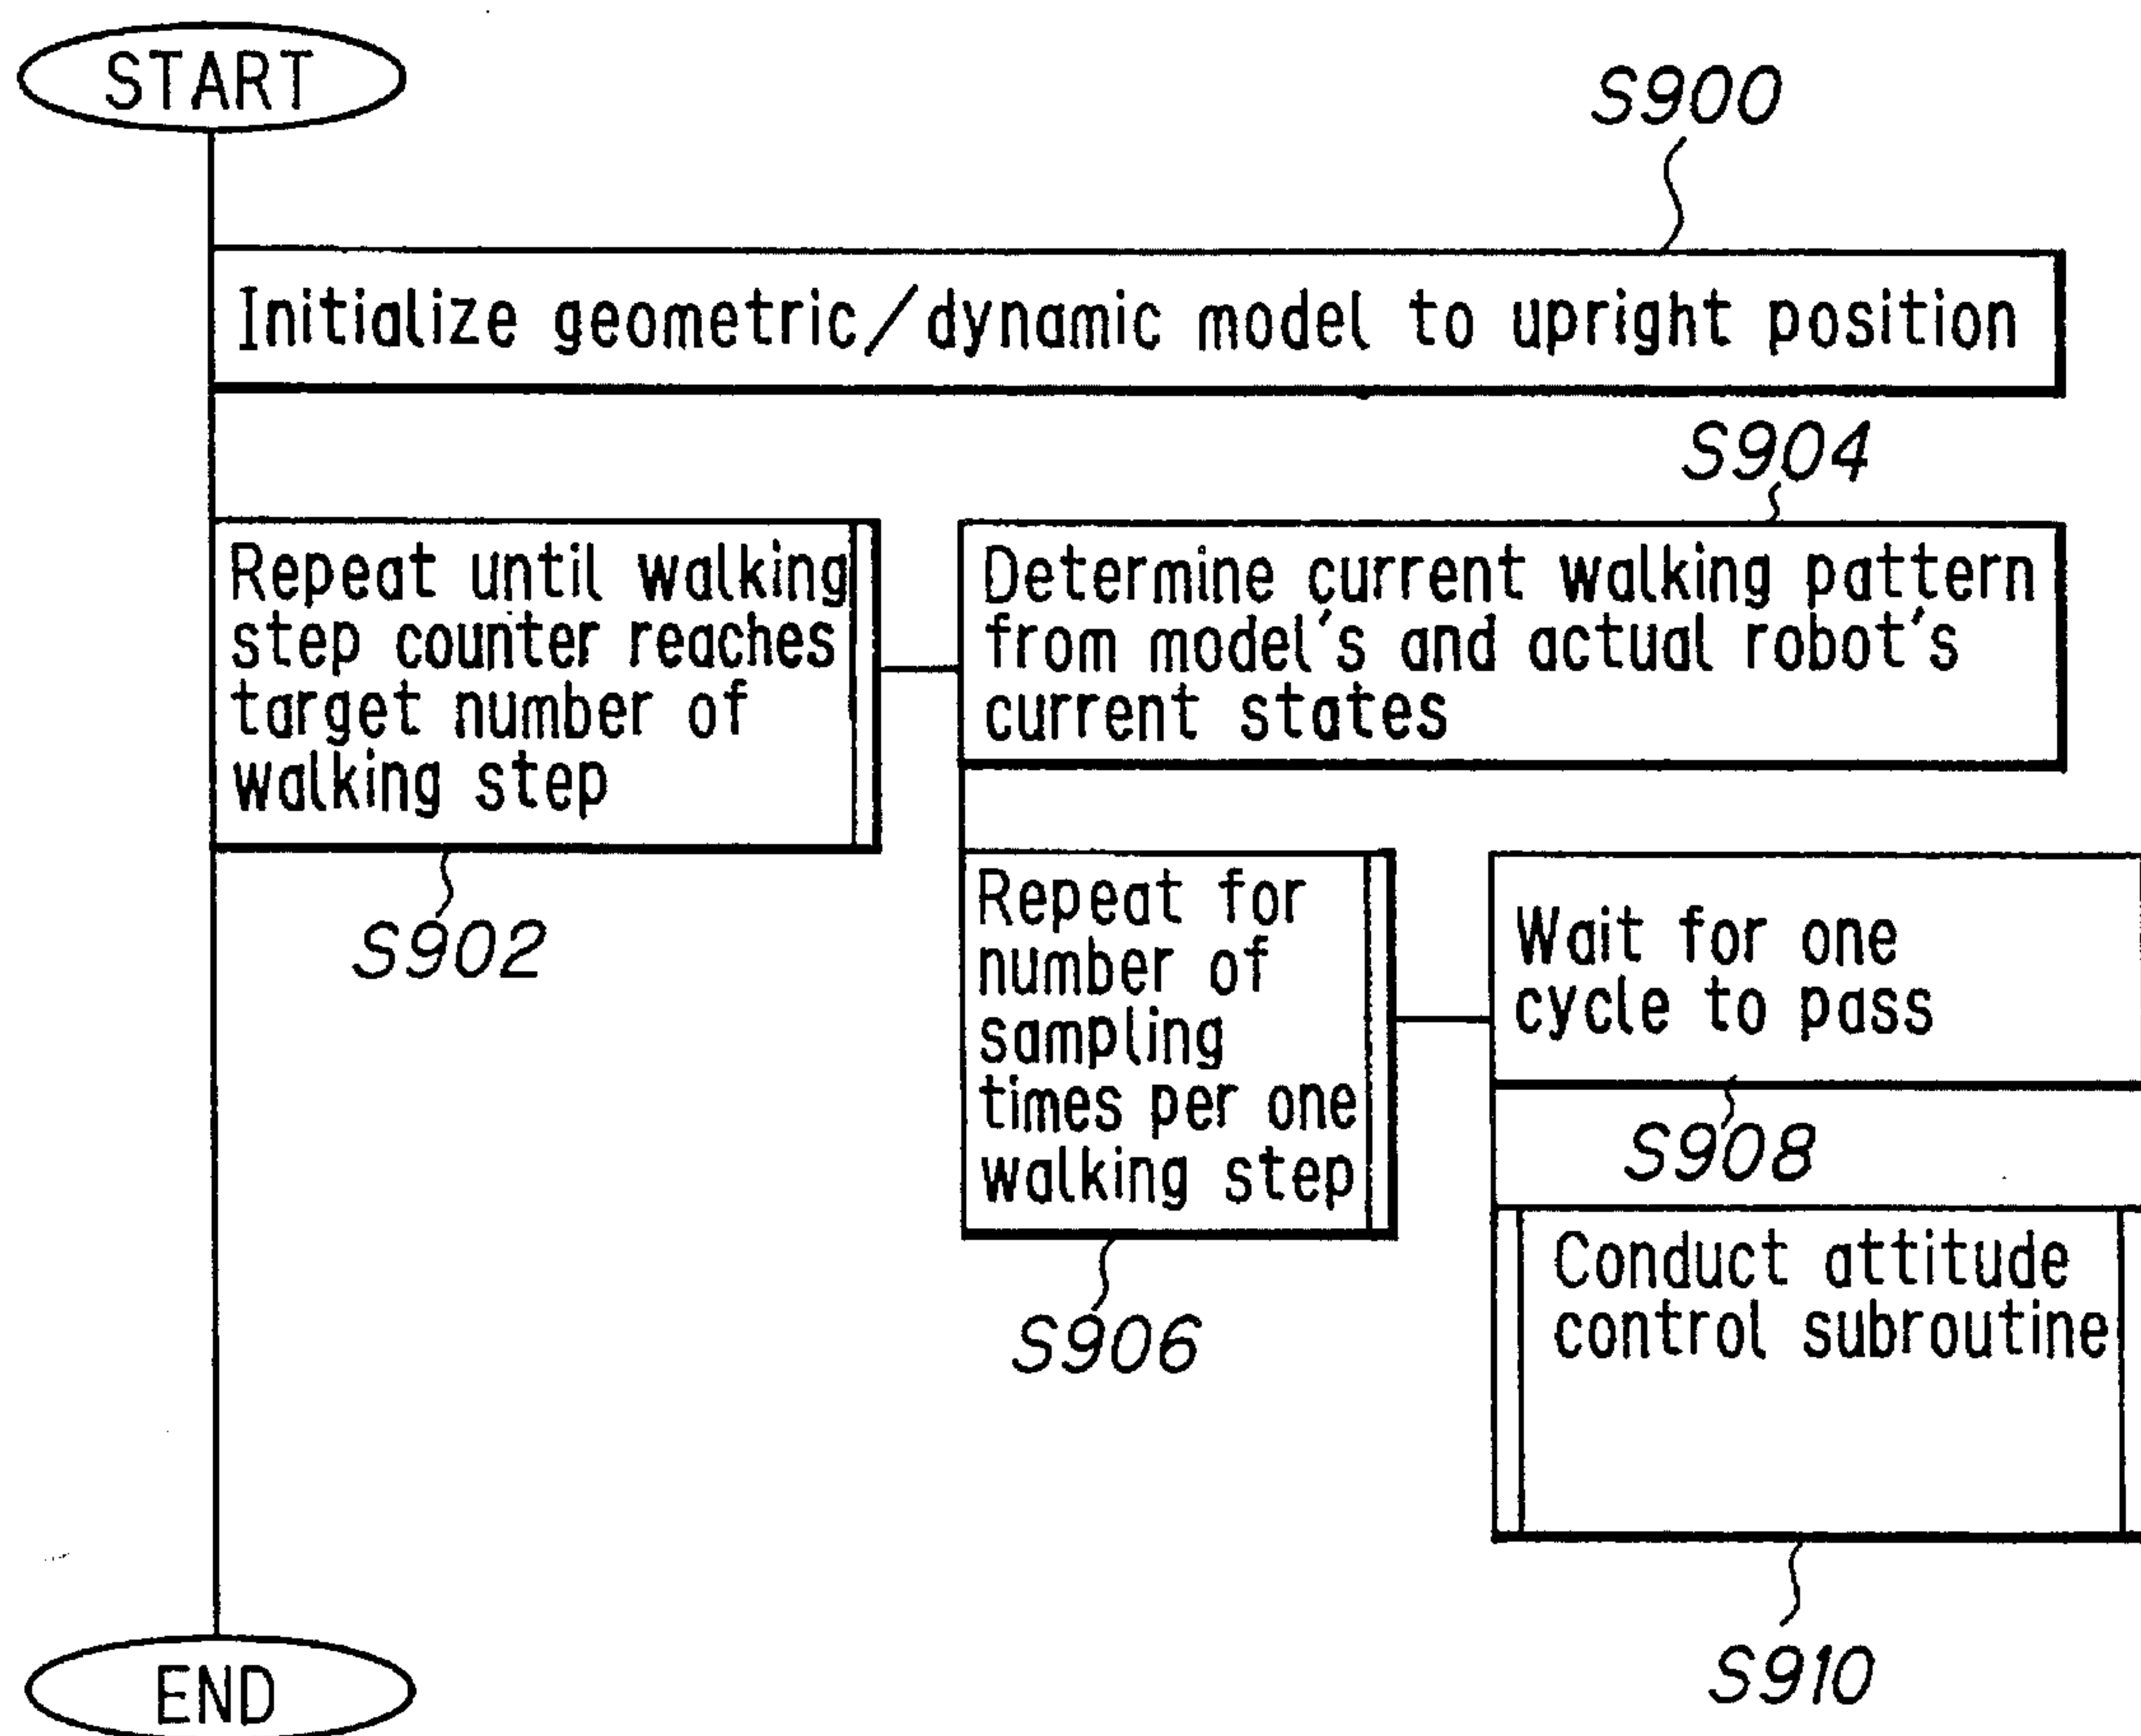 START
S900
Initialize geometric/dynamic model to upright position
S904
Repeat until walking
step counter reaches
target number of
walking step
Determine current walking pattern
from model's and actual robot's
current states
S902
Repeat for
number of
sampling
times per one
walking step
Wait for one
cycle to pass
S908
Conduct attitude
control subroutine
S906
S910
END